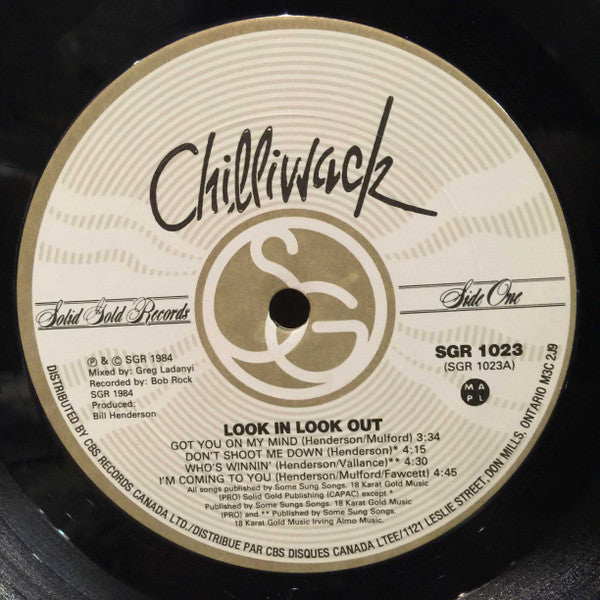 Chilliwack
Solid Gold Records
Side One
SG
℗ & © SGR 1984
Mixed by: Greg Ladanyi
Recorded by: Bob Rock
SGR 1984
Produced:
Bill Henderson
SGR 1023
(SGR 1023A)
M A
P L
LOOK IN LOOK OUT
GOT YOU ON MY MIND (Henderson/Mulford) 3:34
DON'T SHOOT ME DOWN (Henderson)* 4:15
WHO'S WINNIN' (Henderson/Vallance)** 4:30
I'M COMING TO YOU (Henderson/Mulford/Fawcett) 4:45
All songs published by Some Sung Songs. 18 Karat Gold Music
(PRO) Solid Gold Publishing (CAPAC) except *
Published by Some Sung Songs. 18 Karat Gold Music
(PRO) and ** Published by Some Sung Songs.
18 Karat Gold Music Irving Almo Music.
DISTRIBUTED BY CBS RECORDS CANADA LTD./DISTRIBUE PAR CBS DISQUES CANADA LTEE/1121 LESLIE STREET, DON MILLS, ONTARIO M3C 2J9